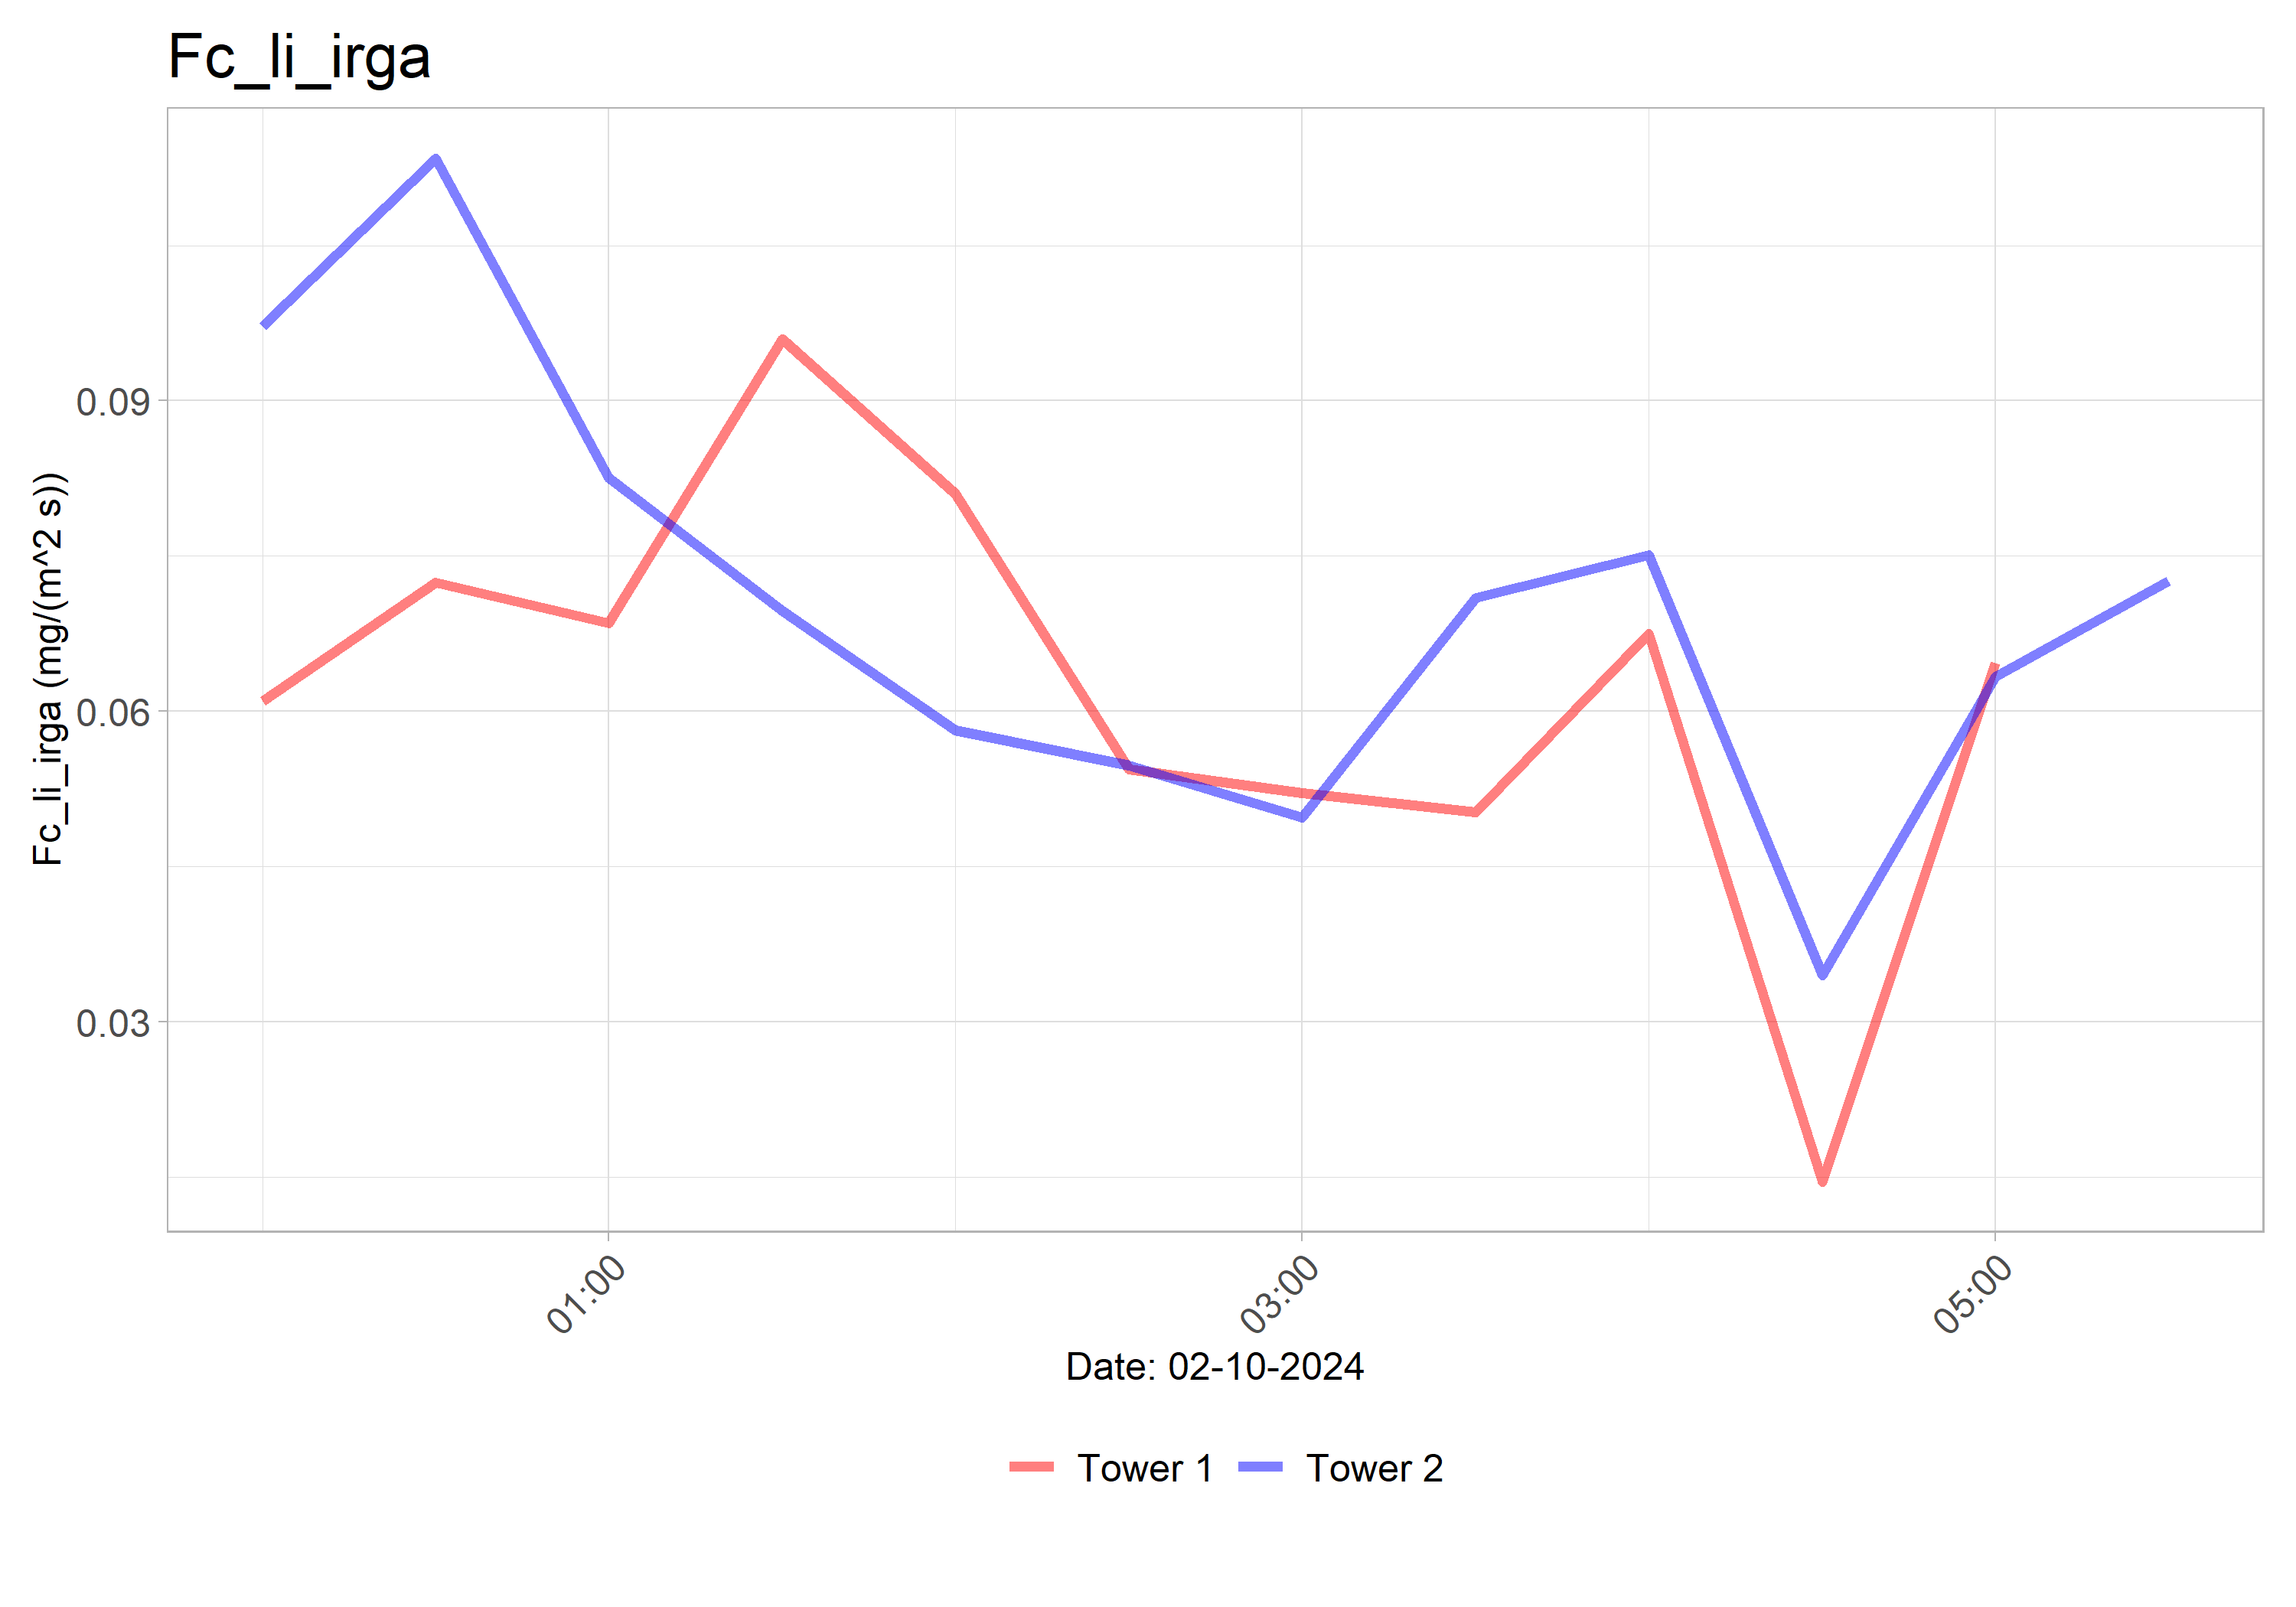 Fc_li_irga
Fc_li_irga (mg/(m^2 s))
0.09
0.06
0.03
01:00
03:00
05:00
Date: 02-10-2024
Tower 1
Tower 2